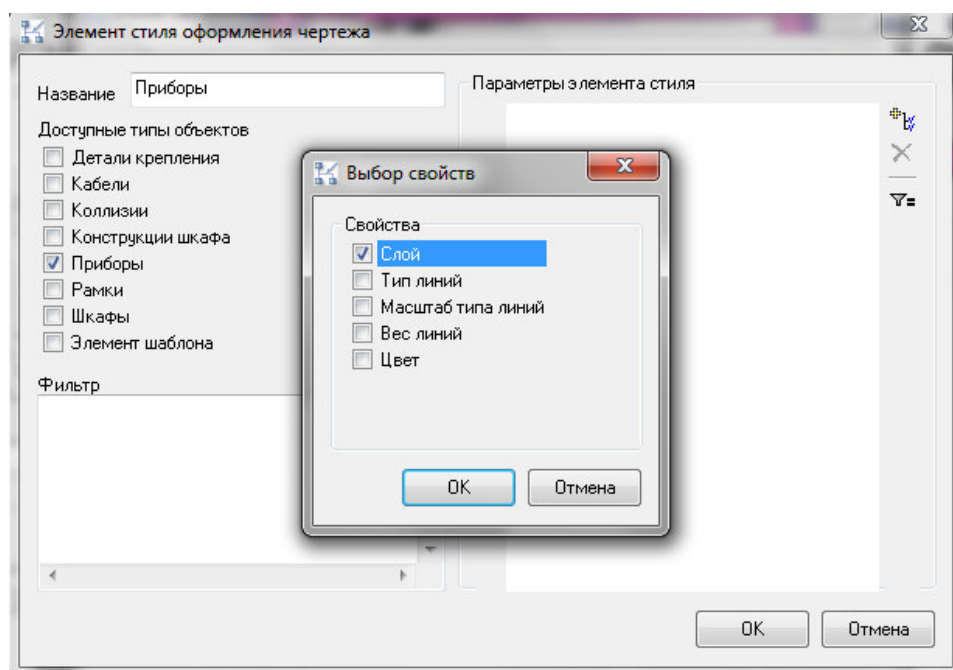 Элемент стиля оформления чертежа
Название
Приборы
Доступные типы объектов
Детали крепления
Кабели
Коллизии
Конструкции шкафа
Приборы
Рамки
Шкафы
Элемент шаблона
Фильтр
Параметры элемента стиля
Выбор свойств
Свойства
Слой
Тип линий
Масштаб типа линий
Вес линий
Цвет
ОК
Отмена
ОК
Отмена